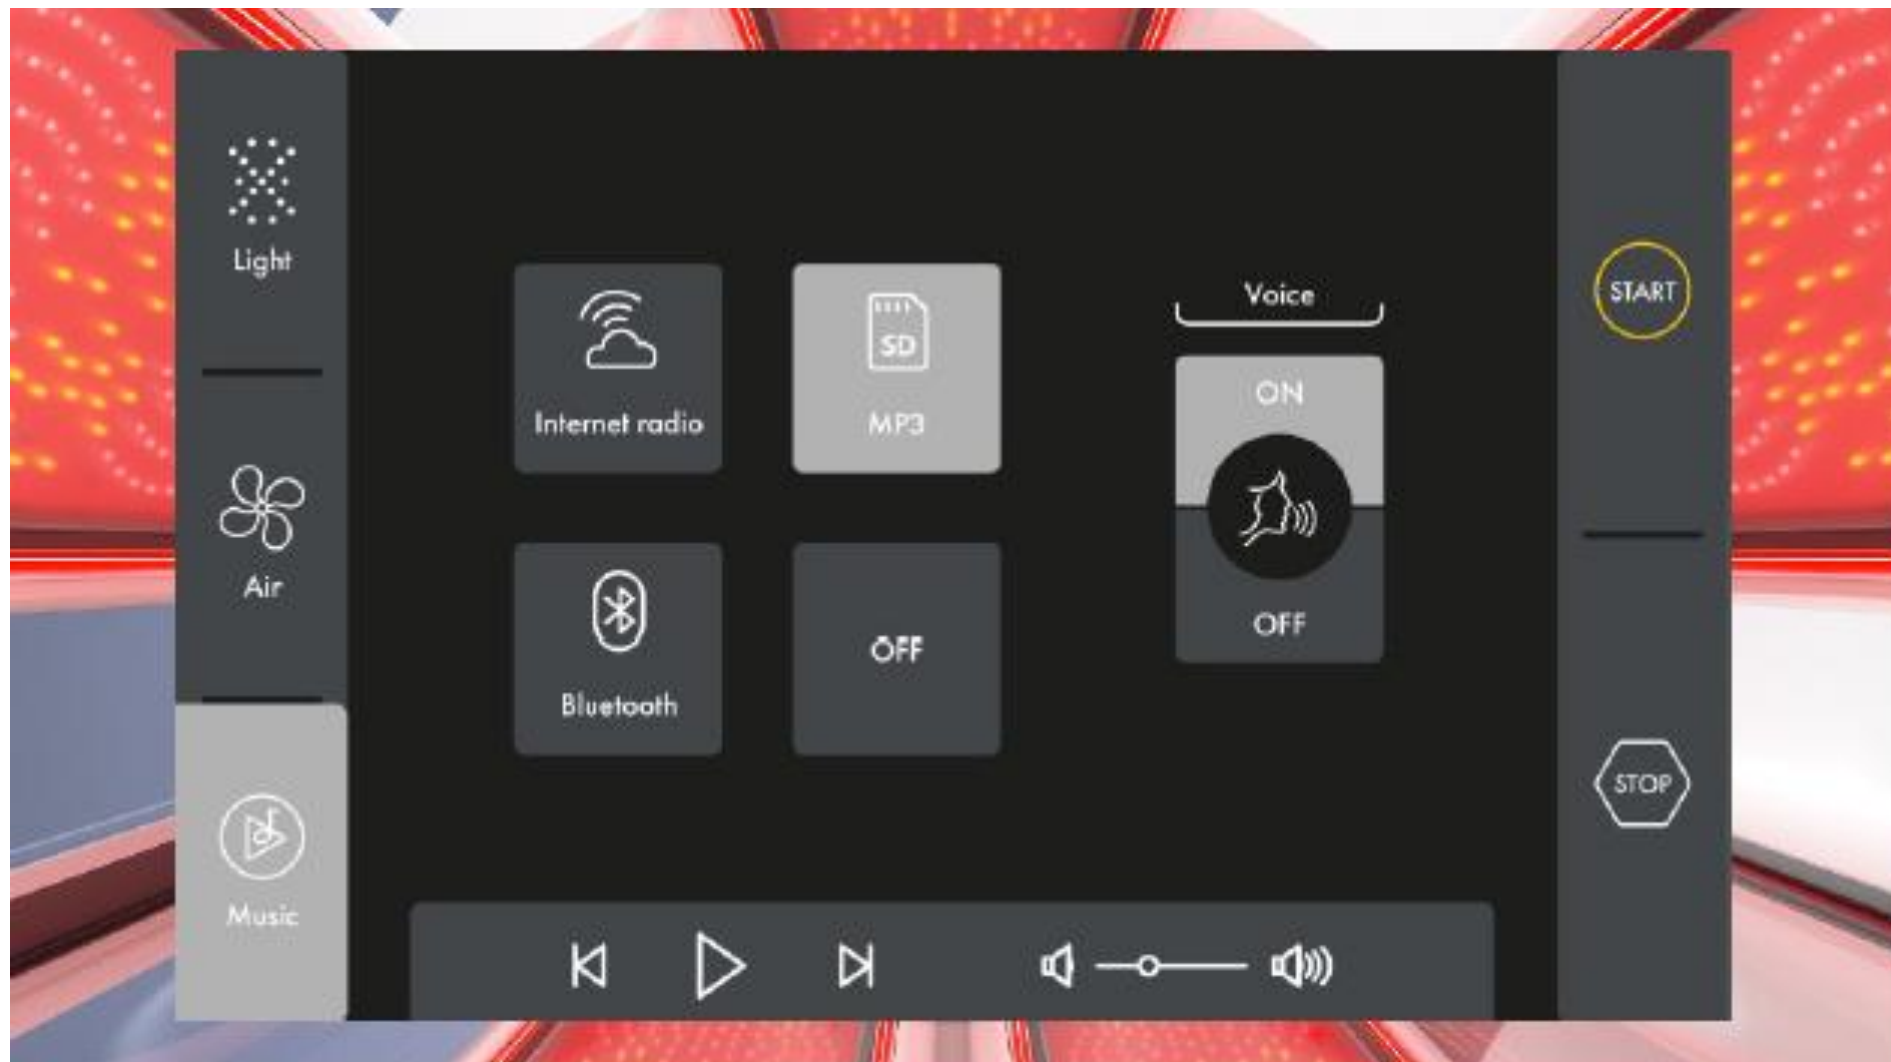 Light
Air
Music
Internet radio
SD
MP3
Bluetooth
OFF
Voice
ON
OFF
START
STOP